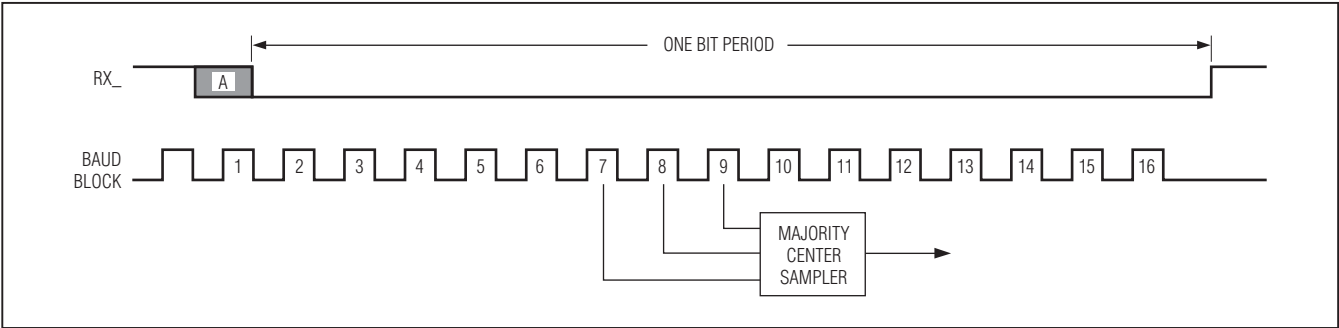 ONE BIT PERIOD
RX_
A
BAUD
BLOCK
1 2 3 4 5 6 7 8 9 10 11 12 13 14 15 16
MAJORITY
CENTER
SAMPLER